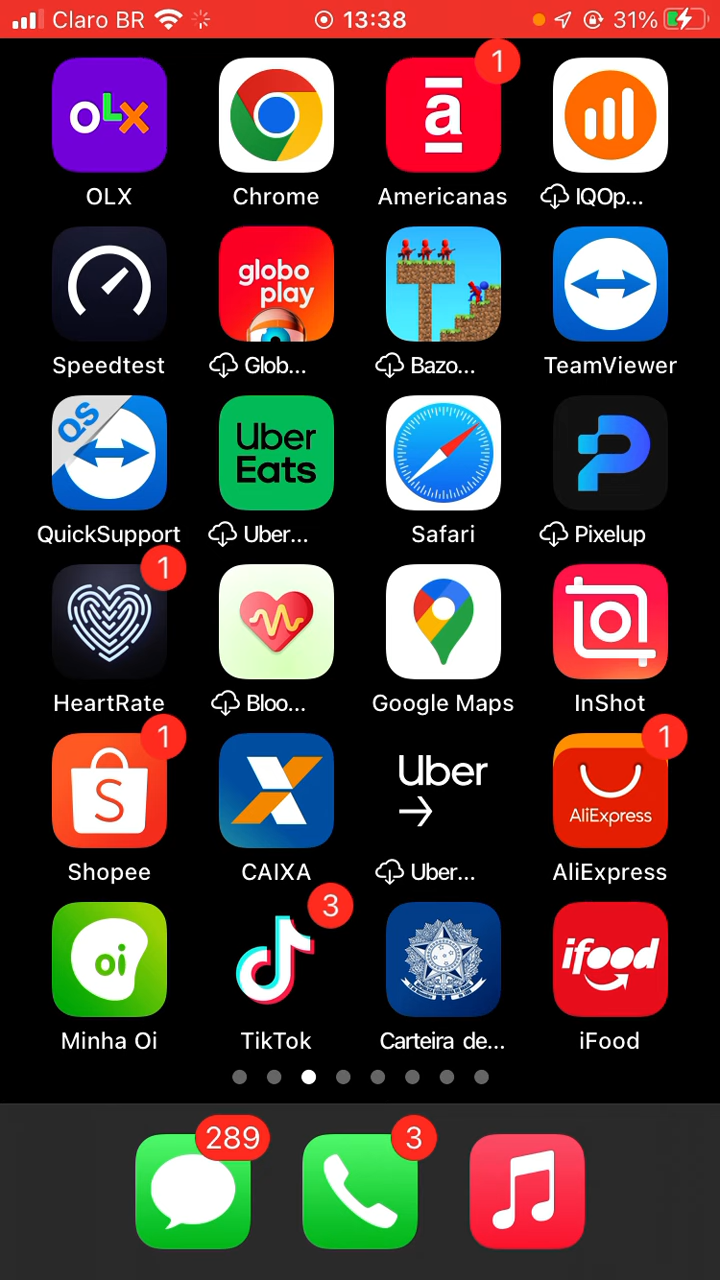 Claro BR 13:38 31%
OLX
1
a
OLX Chrome Americanas IQOp...
globo
play
Speedtest Glob... Bazo... TeamViewer
QS
Uber
Eats
QuickSupport Uber... Safari Pixelup
1
HeartRate Bloo... Google Maps InShot
1
S
Uber
1
AliExpress
Shopee CAIXA Uber... AliExpress
oi
3
ifood
Minha Oi TikTok Carteira de... iFood
289 3